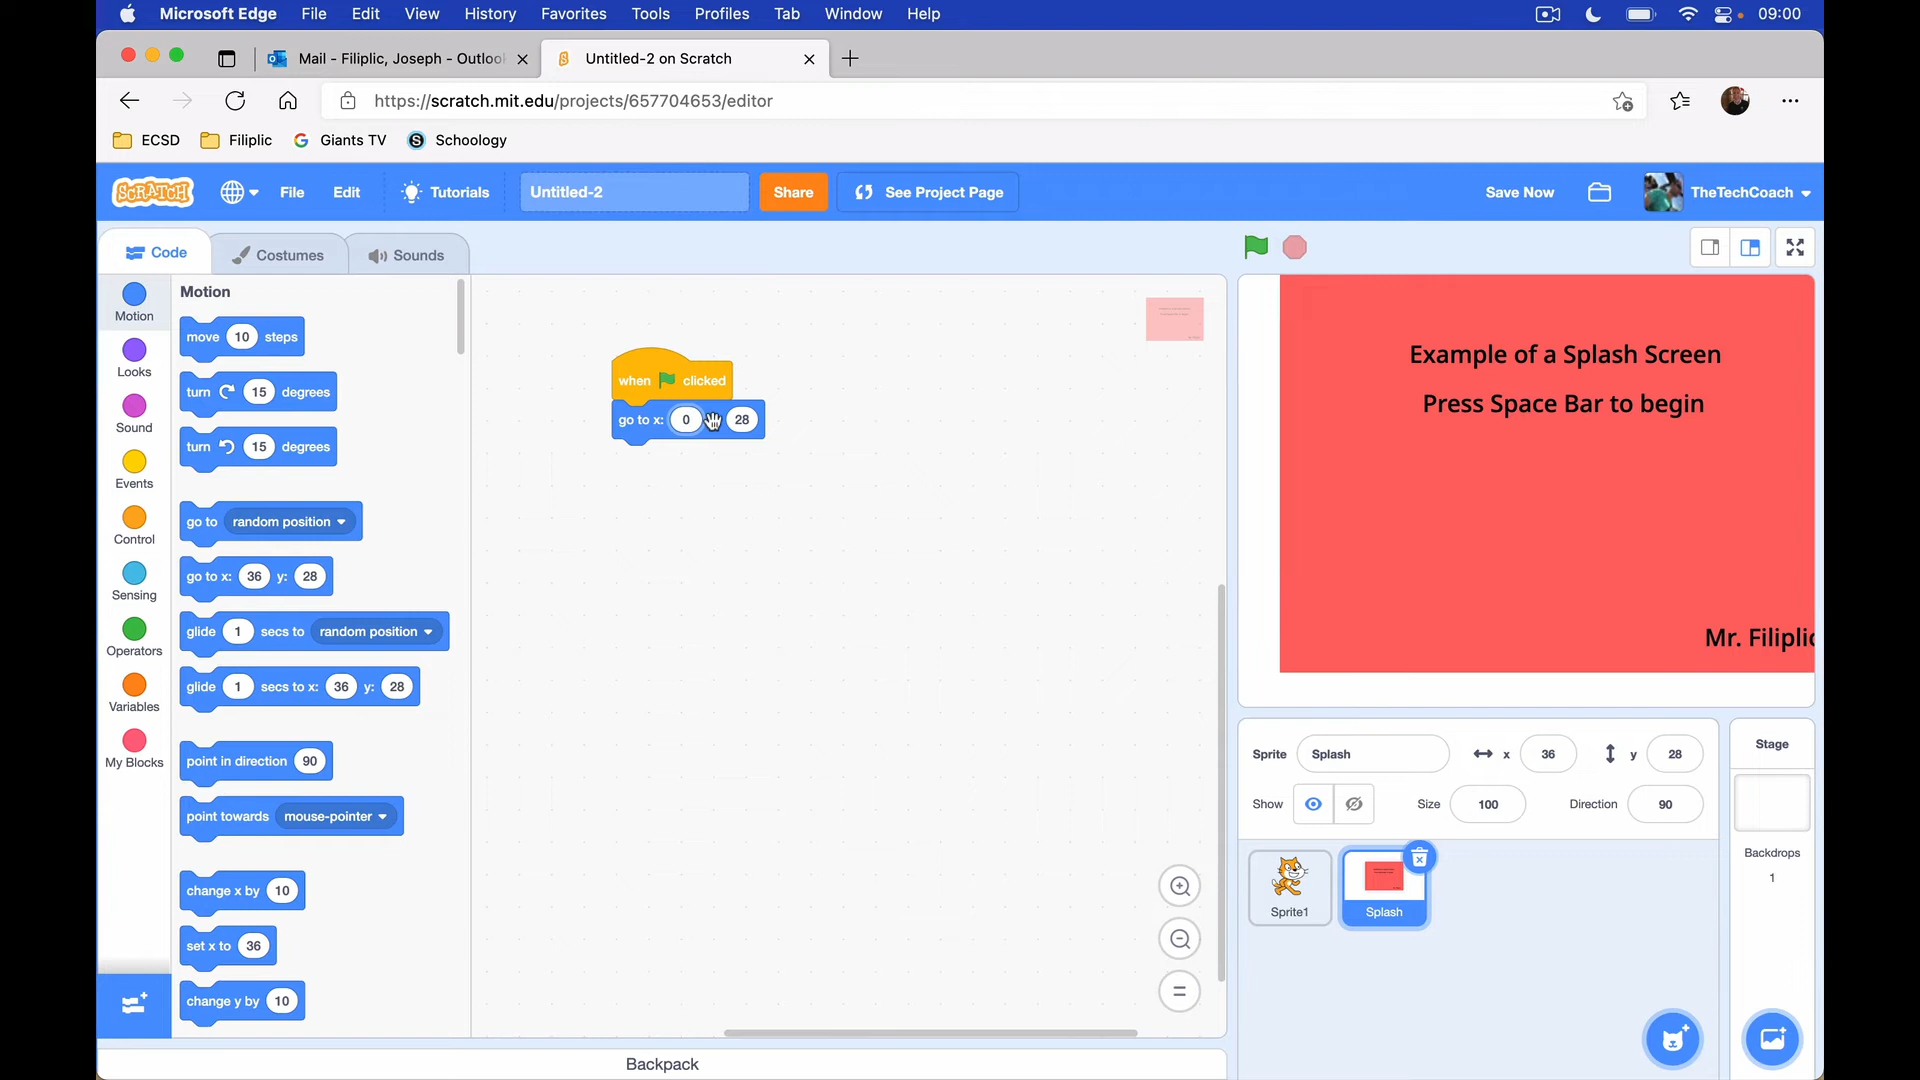 Microsoft Edge File Edit View History Favorites Tools Profiles Tab Window Help 09:00
Mail - Filiplic, Joseph - Outloo
Untitled-2 on Scratch
https://scratch.mit.edu/projects/657704653/editor
ECSD Filiplic Giants TV Schoology
SCRATCH File Edit Tutorials Untitled-2 Share See Project Page Save Now TheTechCoach
Code Costumes Sounds
Motion
Looks
Sound
Events
Control
Sensing
Operators
Variables
My Blocks
Motion
move 10 steps
turn 15 degrees
turn 15 degrees
go to random position
go to x: 36 y: 28
glide 1 secs to random position
glide 1 secs to x: 36 y: 28
point in direction 90
point towards mouse-pointer
change x by 10
set x to 36
change y by 10
when clicked
go to x: 0 28
Backpack
Example of a Splash Screen
Press Space Bar to begin
Mr. Filiplic
Sprite Splash x 36 y 28
Show Size 100 Direction 90
Sprite1
Splash
Stage
Backdrops
1